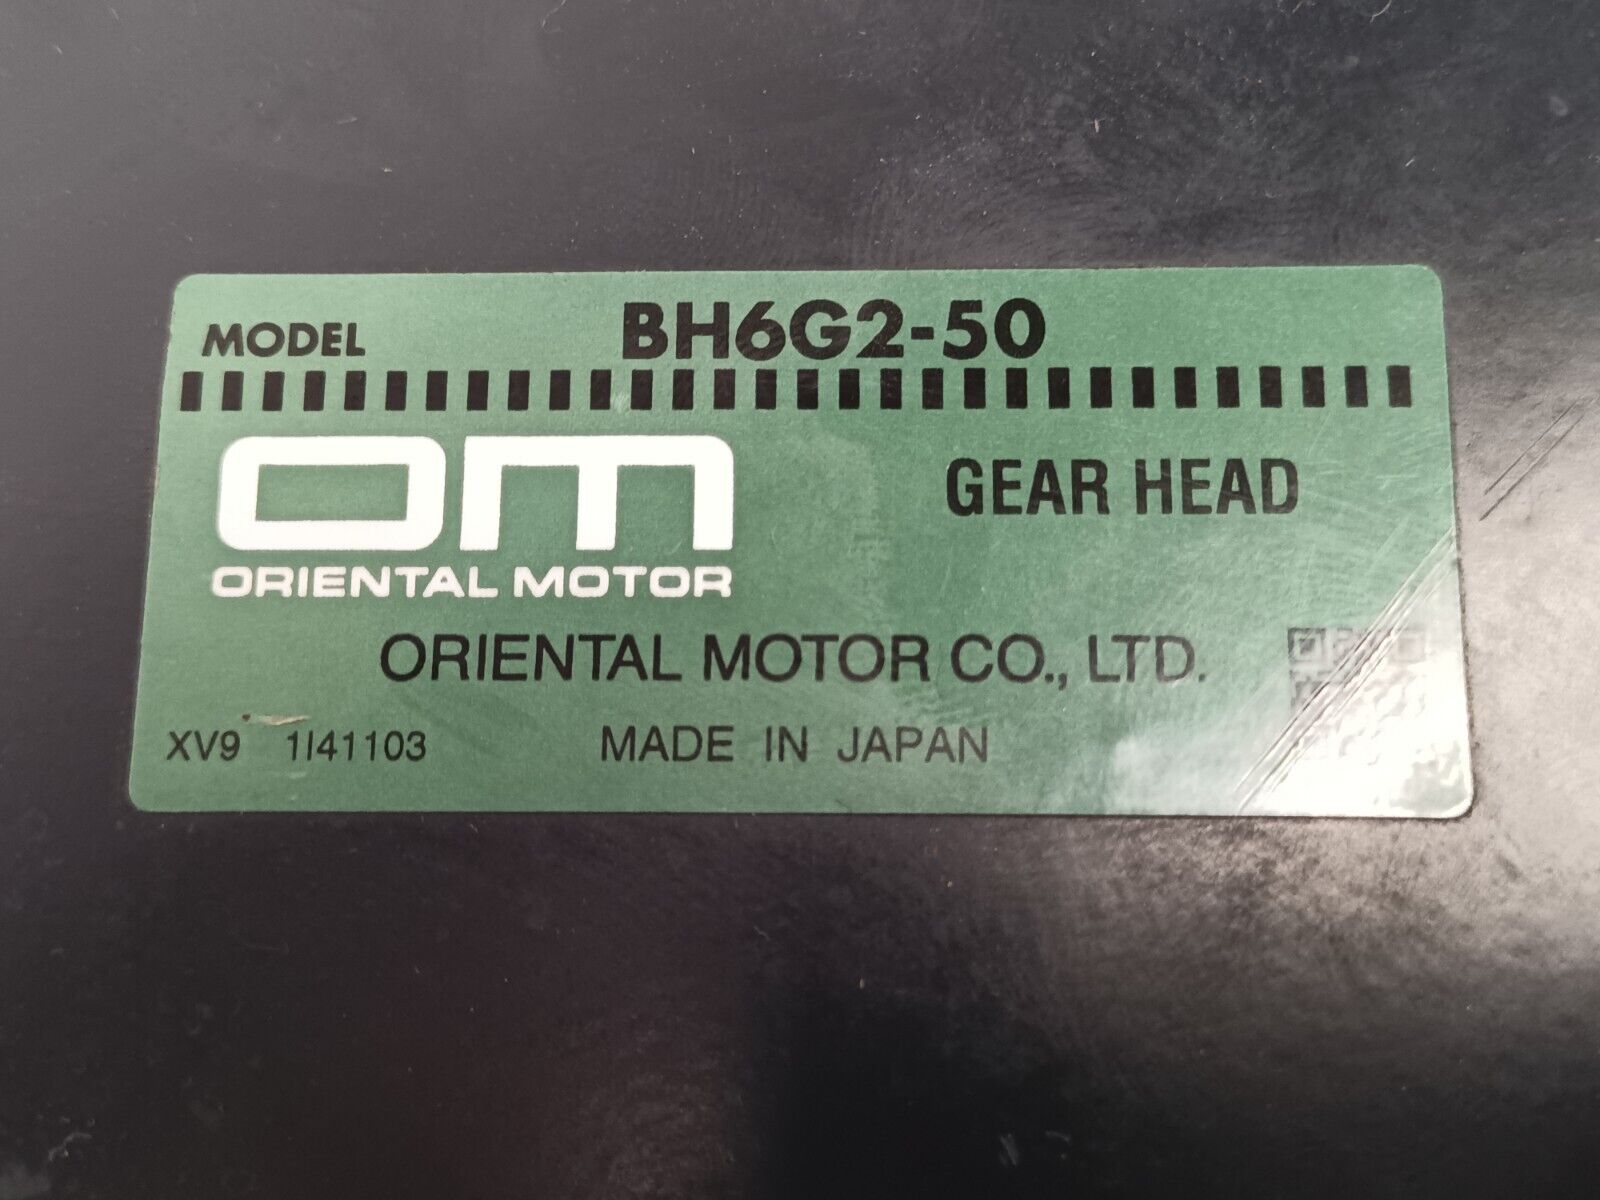 MODEL BH6G2-50
OM
GEAR HEAD
ORIENTAL MOTOR
ORIENTAL MOTOR CO., LTD.
XV9 1I41103 MADE IN JAPAN